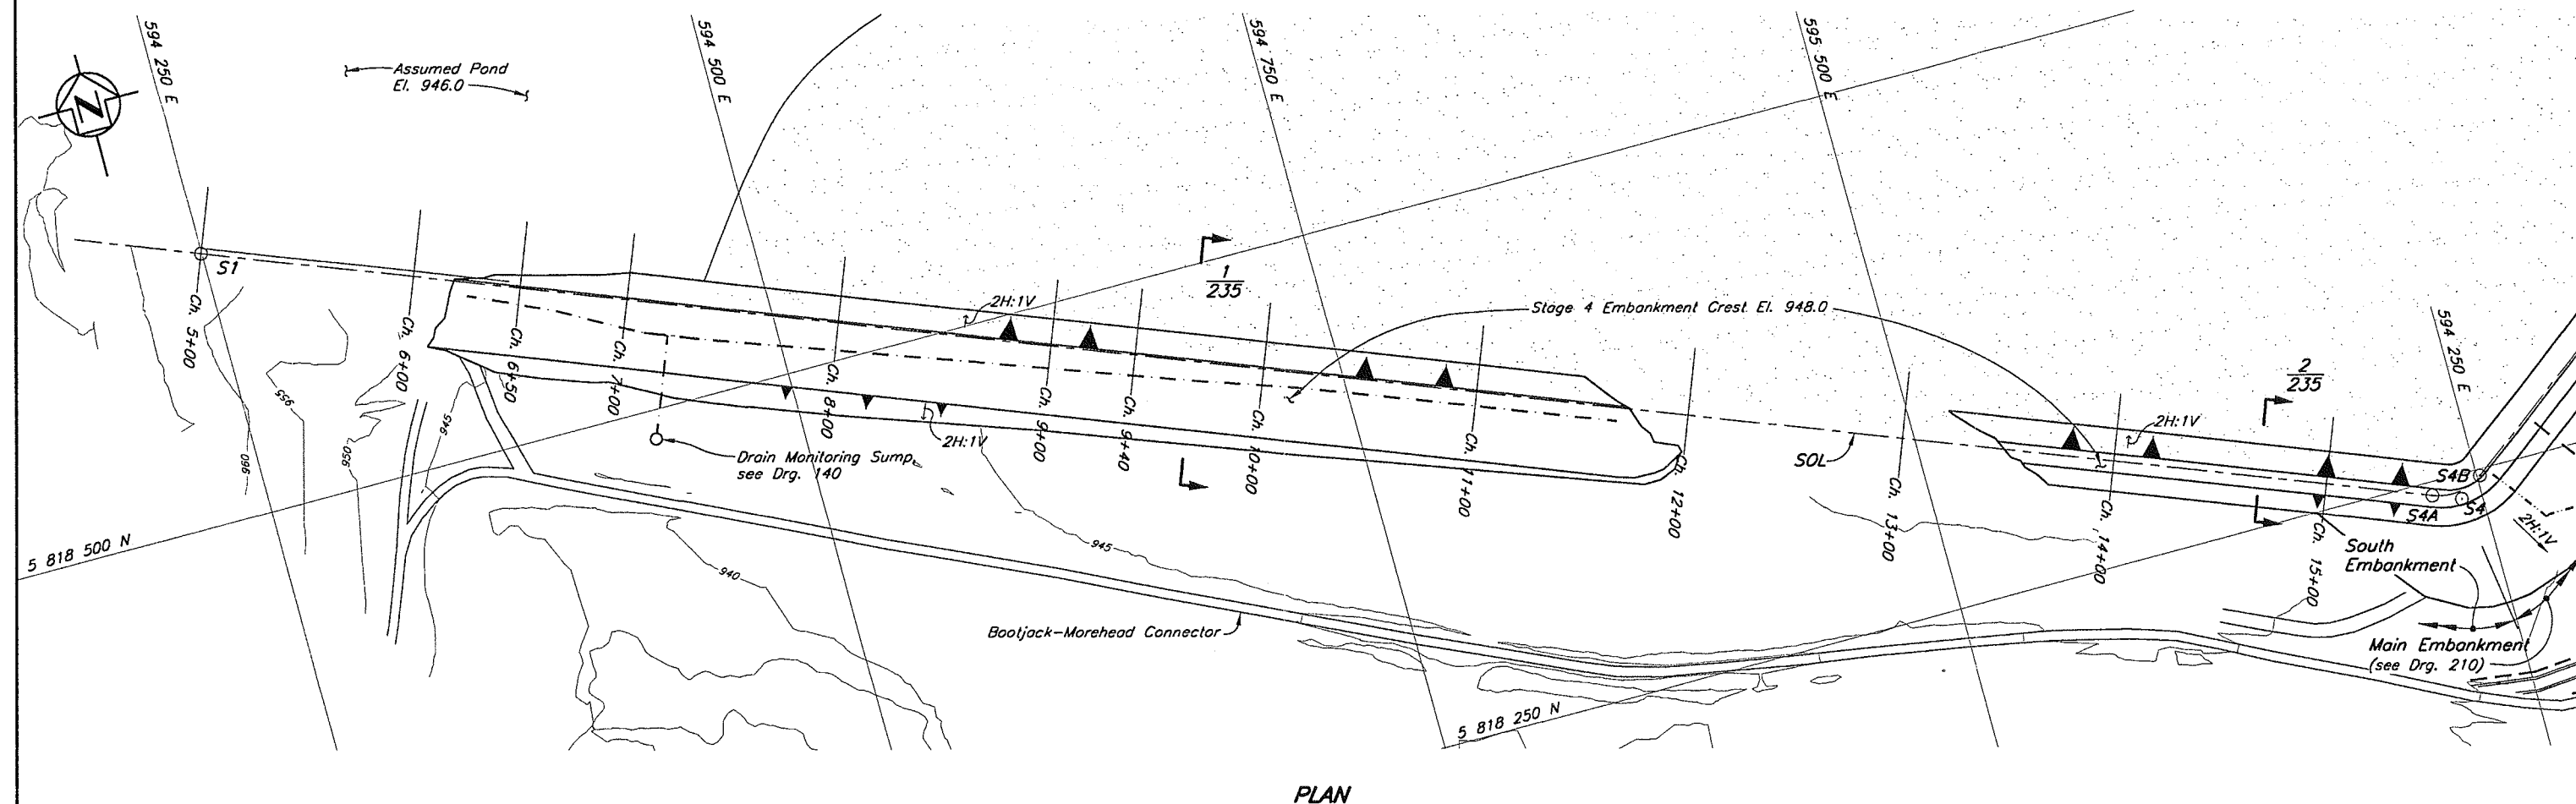 594 250 E
594 500 E
594 750 E
595 500 E
Assumed Pond
El. 946.0
N
S1
Ch. 5+00
Ch. 6+00
Ch. 6+50
Ch. 7+00
Ch. 8+00
Ch. 9+00
Ch. 9+40
Ch. 10+00
Ch. 11+00
Ch. 12+00
Ch. 13+00
Ch. 14+00
Ch. 15+00
2H:1V
1
235
Stage 4 Embankment Crest El. 948.0
594 250 E
2
235
2H:1V
2H:1V
SOL
S4B
S4A
S4
2H:1V
Drain Monitoring Sump,
see Drg. 140
955
960
950
945
945
940
5 818 500 N
Bootjack-Morehead Connector
5 818 250 N
South
Embankment
Main Embankment
(see Drg. 210)
PLAN